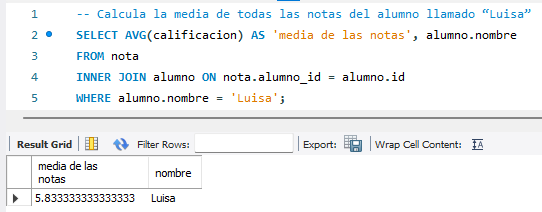 1 -- Calcula la media de todas las notas del alumno llamado “Luisa”
2 SELECT AVG(calificacion) AS 'media de las notas', alumno.nombre
3 FROM nota
4 INNER JOIN alumno ON nota.alumno_id = alumno.id
5 WHERE alumno.nombre = 'Luisa';
Result Grid Filter Rows: Export: Wrap Cell Content:
media de las notas nombre
5.833333333333333 Luisa